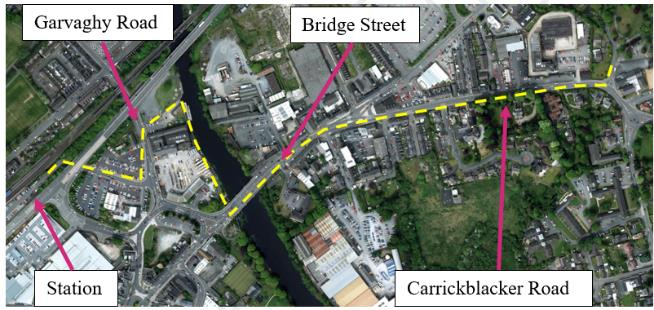 Garvaghy Road
Bridge Street
Station
Carrickblacker Road